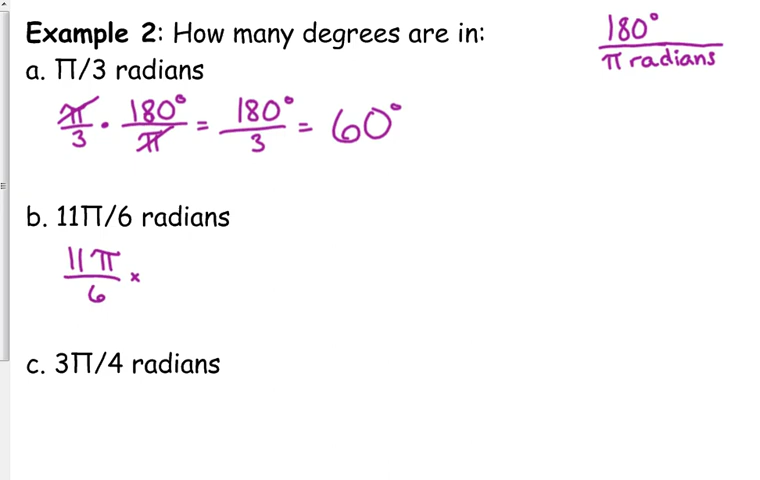 Example 2: How many degrees are in:
180°/π radians
a. Π/3 radians
π/3 · 180°/π = 180°/3 = 60°
b. 11Π/6 radians
11π/6 ×
c. 3Π/4 radians